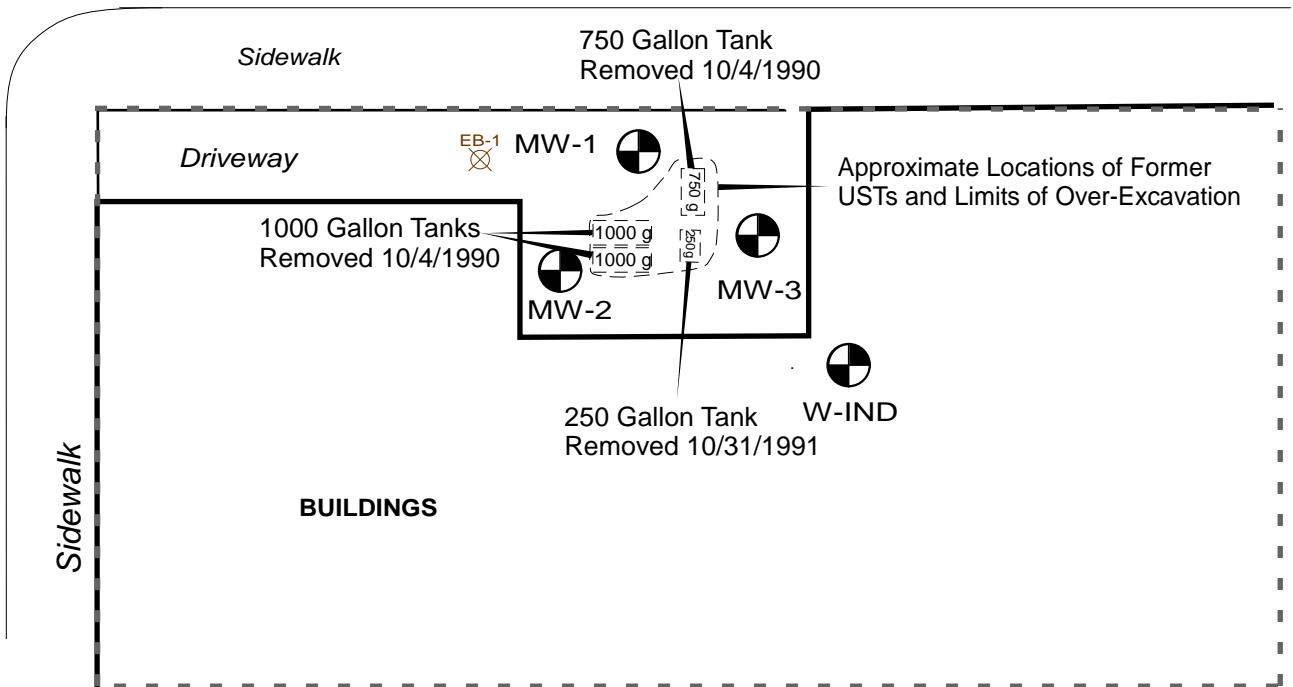 750 Gallon Tank
Removed 10/4/1990
Sidewalk
EB-1
MW-1
Driveway
Approximate Locations of Former
USTs and Limits of Over-Excavation
750 g
1000 Gallon Tanks
Removed 10/4/1990
1000 g
1000 g
250g
MW-2
MW-3
W-IND
250 Gallon Tank
Removed 10/31/1991
Sidewalk
BUILDINGS